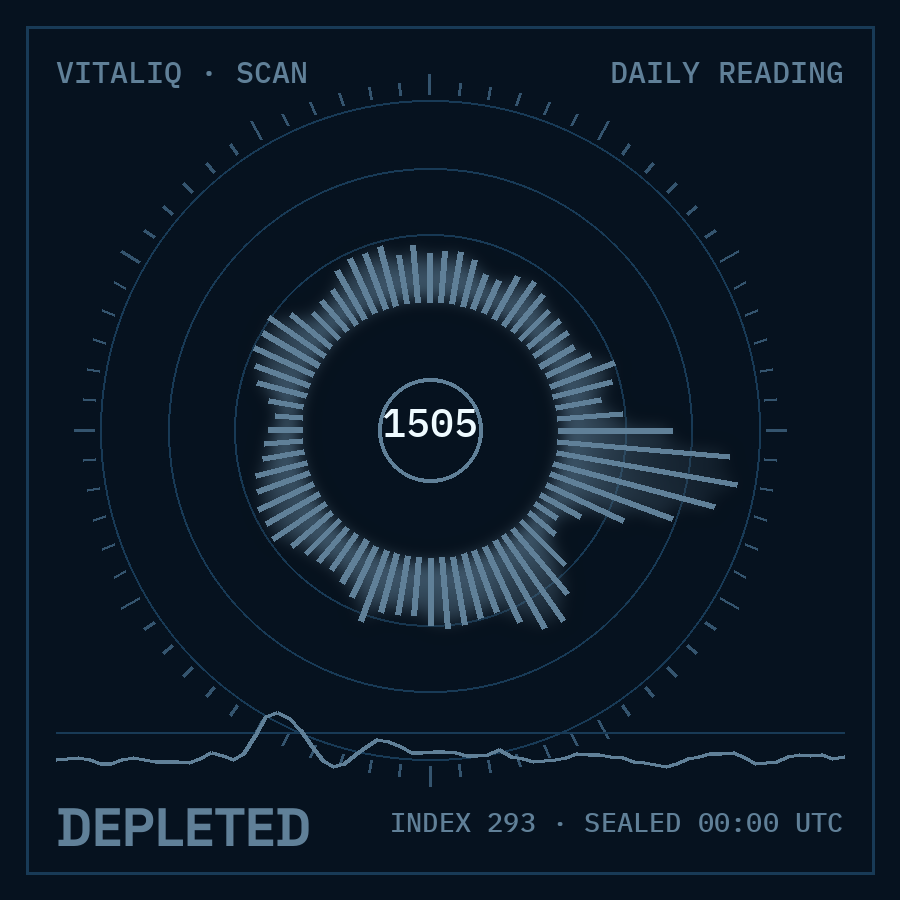 VITALIQ · SCAN
DAILY READING
1505
DEPLETED
INDEX 293 · SEALED 00:00 UTC